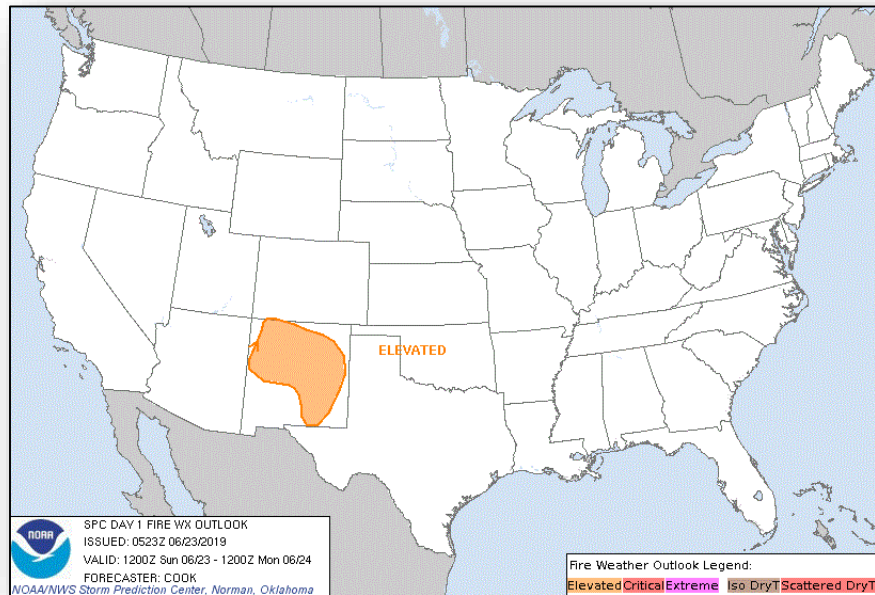 ELEVATED
NOAA
SPC DAY 1 FIRE WX OUTLOOK
ISSUED: 0523Z 06/23/2019
VALID: 1200Z Sun 06/23 - 1200Z Mon 06/24
FORECASTER: COOK
NOAA/NWS Storm Prediction Center, Norman, Oklahoma
Fire Weather Outlook Legend:
Elevated Critical Extreme Iso DryT Scattered DryT